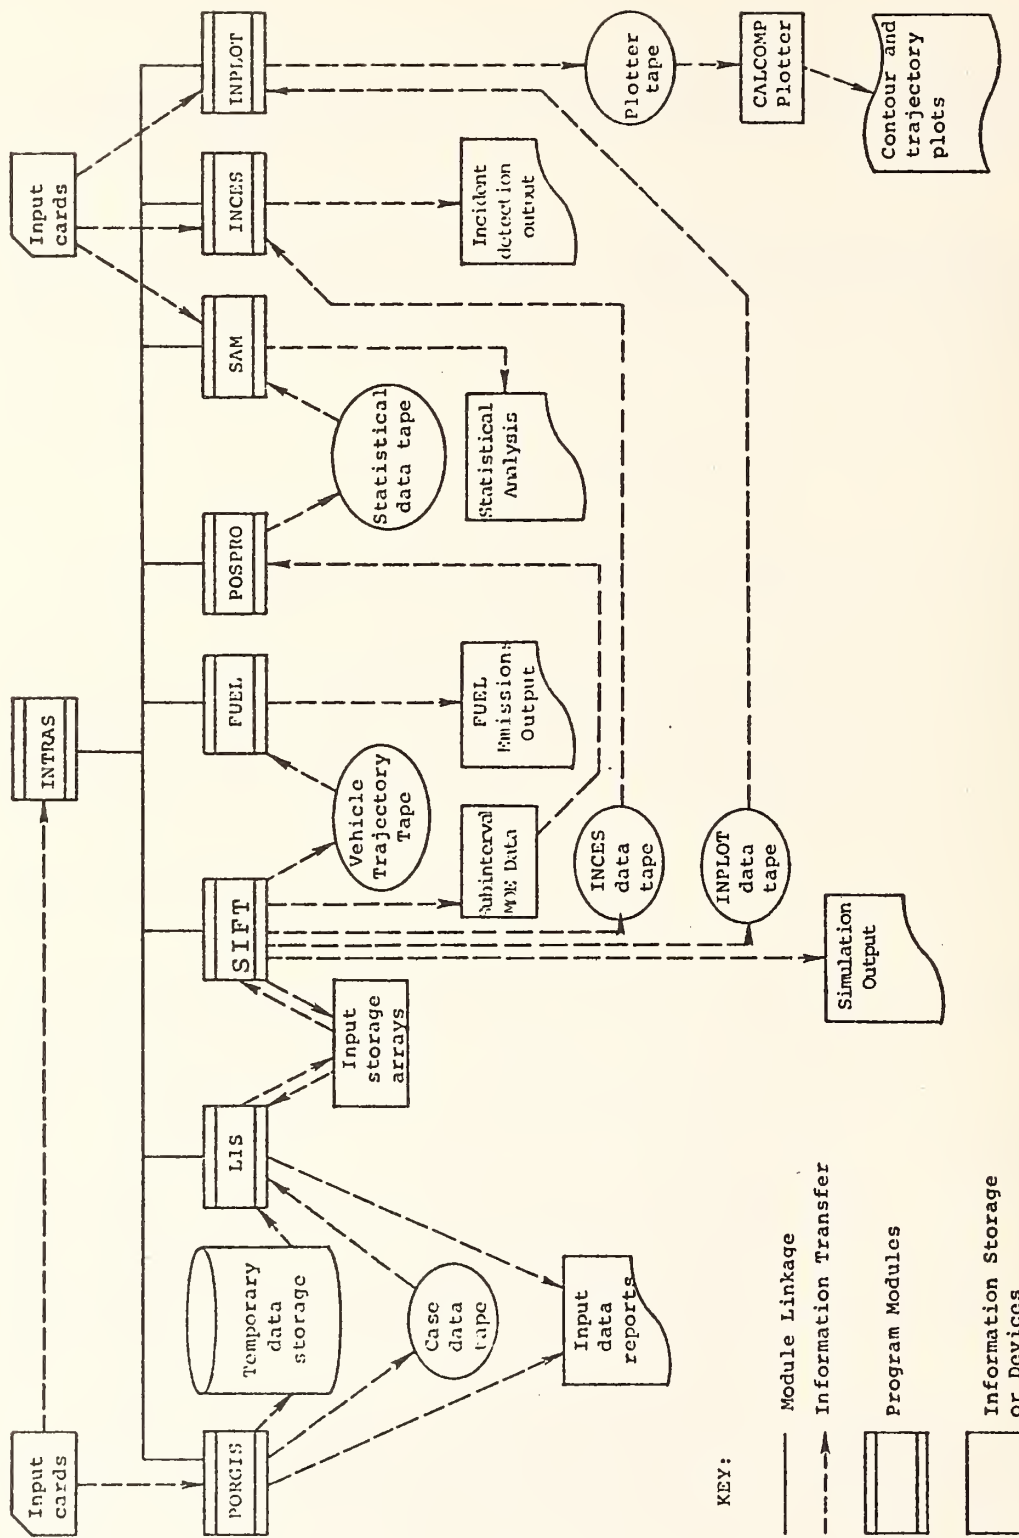 Input
cards
INTRAS
Input
cards
PORGIS
LIS
SIFT
FUEL
POSPRO
SAM
INCES
INPLOT
Temporary
data
storage
Case
data
tape
Input
data
reports
Input
storage
arrays
Vehicle
Trajectory
Tape
Subinterval
MOE Data
FUEL
Emissions
Output
Statistical
data tape
Statistical
Analysis
Incident
detection
output
Plotter
tape
CALCOMP
Plotter
Contour and
trajectory
plots
INCES
data
tape
INPLOT
data
tape
Simulation
Output
KEY:
Module Linkage
Information Transfer
Program Modules
Information Storage
or Devices